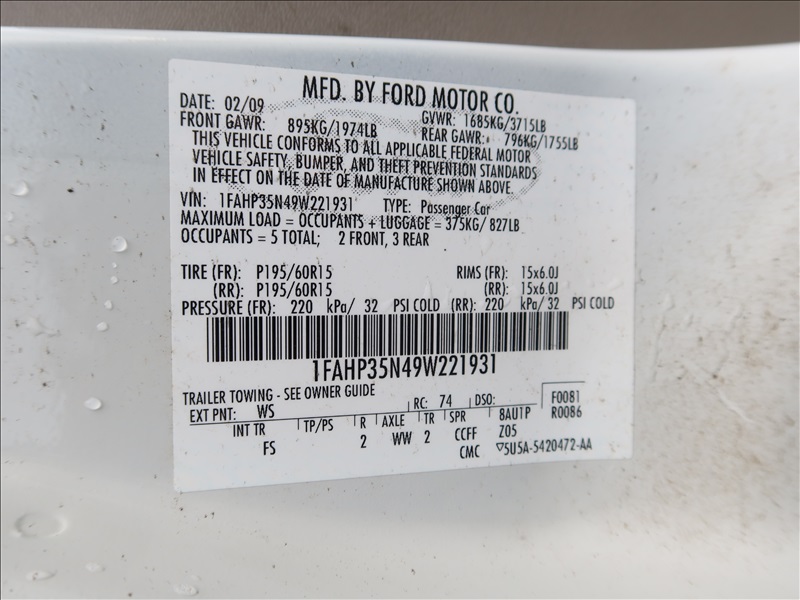 MFD. BY FORD MOTOR CO.
DATE: 02/09 GVWR: 1685KG/3715LB
FRONT GAWR: 895KG/1974LB REAR GAWR: 796KG/1755LB
THIS VEHICLE CONFORMS TO ALL APPLICABLE FEDERAL MOTOR
VEHICLE SAFETY, BUMPER, AND THEFT PREVENTION STANDARDS
IN EFFECT ON THE DATE OF MANUFACTURE SHOWN ABOVE.
VIN: 1FAHP35N49W221931 TYPE: Passenger Car
MAXIMUM LOAD = OCCUPANTS + LUGGAGE = 375KG/ 827LB
OCCUPANTS = 5 TOTAL; 2 FRONT, 3 REAR
TIRE (FR): P195/60R15 RIMS (FR): 15x6.0J
(RR): P195/60R15 (RR): 15x6.0J
PRESSURE (FR): 220 kPa/ 32 PSI COLD (RR): 220 kPa/ 32 PSI COLD
1FAHP35N49W221931
TRAILER TOWING - SEE OWNER GUIDE
EXT PNT: WS RC: 74 DSO: F0081
R0086
INT TR TP/PS R AXLE TR SPR 8AU1P
FS 2 WW 2 CCFF Z05
CMC ▽5U5A-5420472-AA